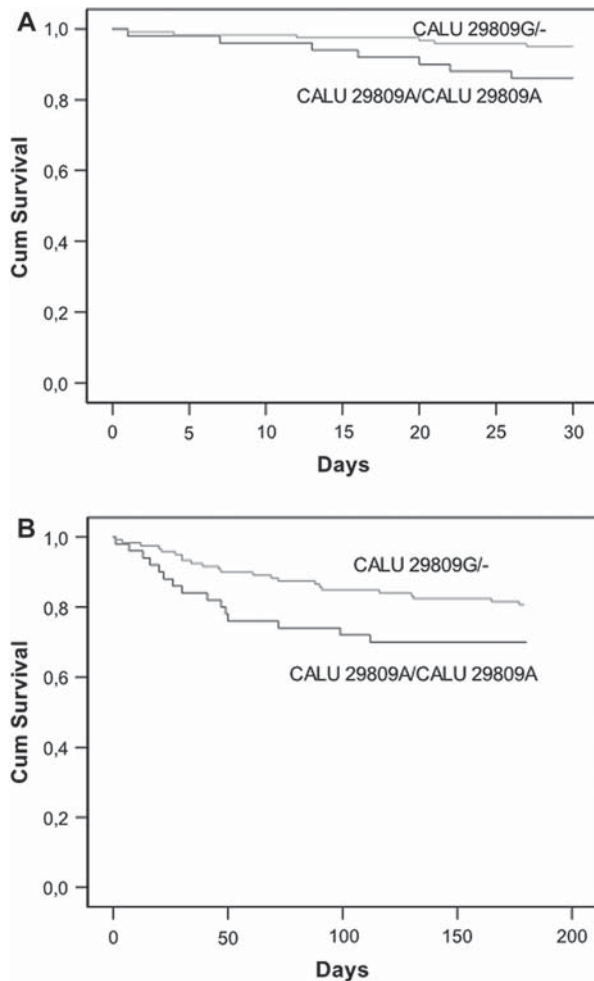 A
1,0
0,8
0,6
0,4
0,2
0,0
Cum Survival
CALU 29809G/-
CALU 29809A/CALU 29809A
0 5 10 15 20 25 30
Days
B
1,0
0,8
0,6
0,4
0,2
0,0
Cum Survival
CALU 29809G/-
CALU 29809A/CALU 29809A
0 50 100 150 200
Days